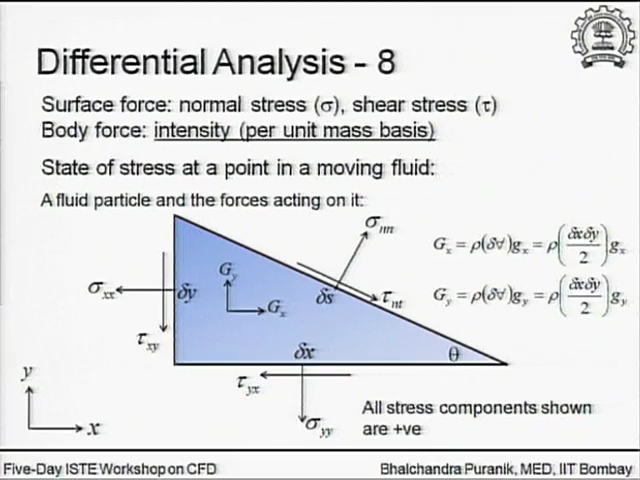 Differential Analysis - 8
Surface force: normal stress (σ), shear stress (τ)
Body force: intensity (per unit mass basis)
State of stress at a point in a moving fluid:
A fluid particle and the forces acting on it:
σnn
Gx = ρ(δ∀)gx = ρ(δxδy/2)gx
Gy
σxx
δy
δs
τnt
Gx
Gy = ρ(δ∀)gy = ρ(δxδy/2)gy
τxy
δx
θ
y
τyx
All stress components shown
are +ve
x
σyy
Five-Day ISTE Workshop on CFD
Bhalchandra Puranik, MED, IIT Bombay